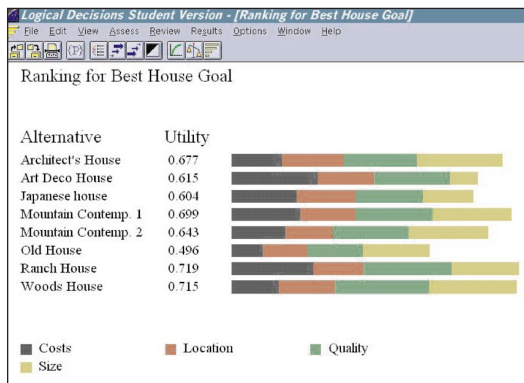 Logical Decisions Student Version - [Ranking for Best House Goal]
File Edit View Assess Review Results Options Window Help
Ranking for Best House Goal
Alternative Utility
Architect's House 0.677
Art Deco House 0.615
Japanese house 0.604
Mountain Contemp. 1 0.699
Mountain Contemp. 2 0.643
Old House 0.496
Ranch House 0.719
Woods House 0.715
Costs Location Quality
Size